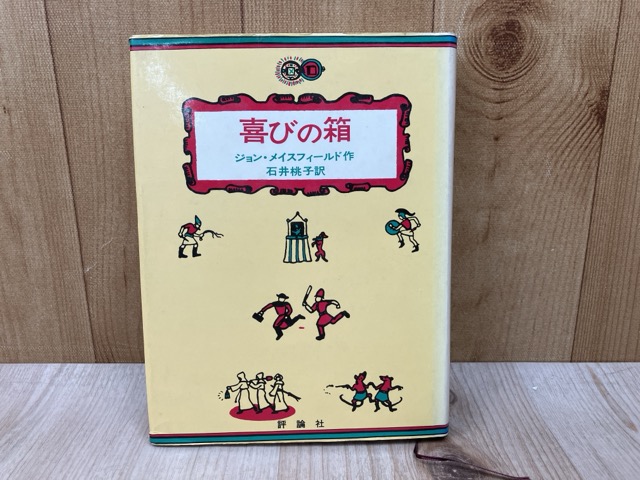 喜びの箱
ジョン・メイスフィールド作
石井桃子訳
評論社